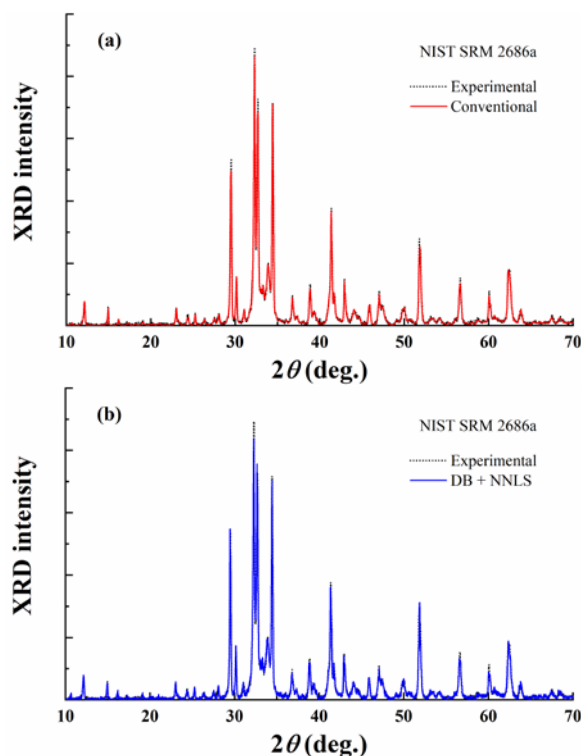 (a)
NIST SRM 2686a
Experimental
Conventional
XRD intensity
10 20 30 40 50 60 70
2θ (deg.)
(b)
NIST SRM 2686a
Experimental
DB + NNLS
XRD intensity
10 20 30 40 50 60 70
2θ (deg.)